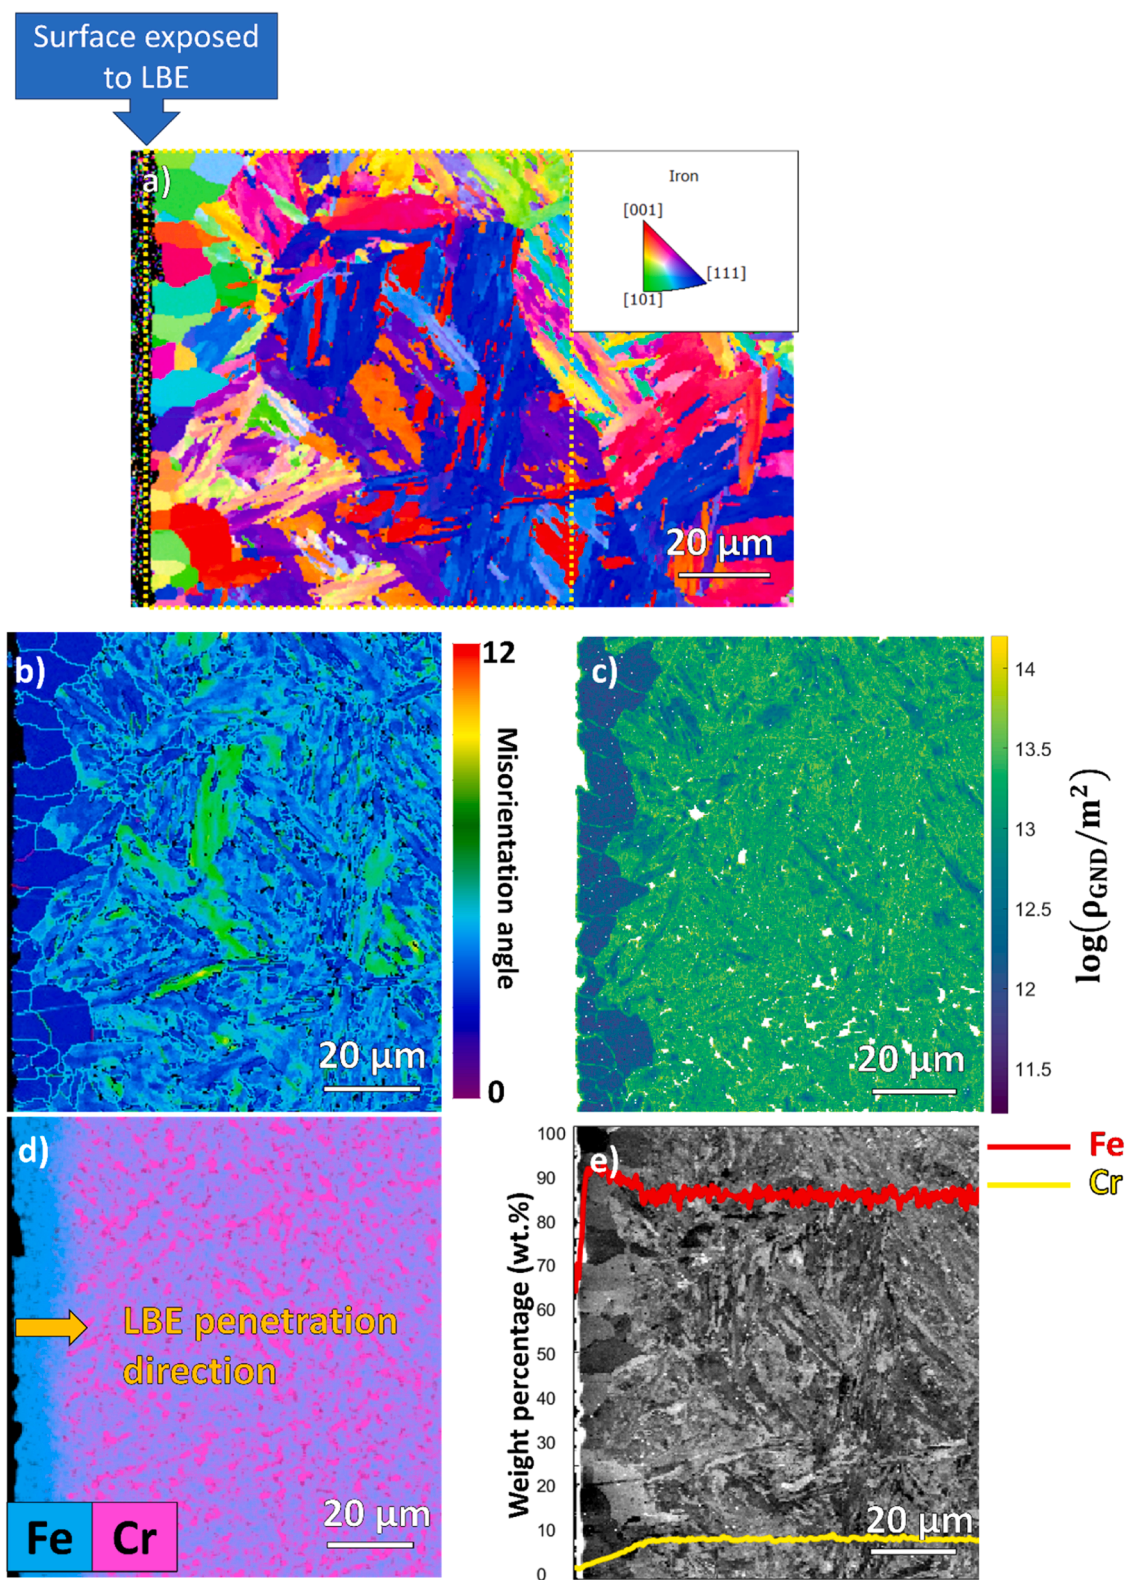 Surface exposed
to LBE
a)
Iron
[001]
[111]
[101]
20 μm
b)
12
Misorientation angle
0
20 μm
c)
14
13.5
13
12.5
12
11.5
log(ρGND/m²)
20 μm
d)
LBE penetration
direction
Fe Cr
20 μm
e)
100
90
80
70
60
50
40
30
20
10
0
Weight percentage (wt.%)
20 μm
Fe
Cr